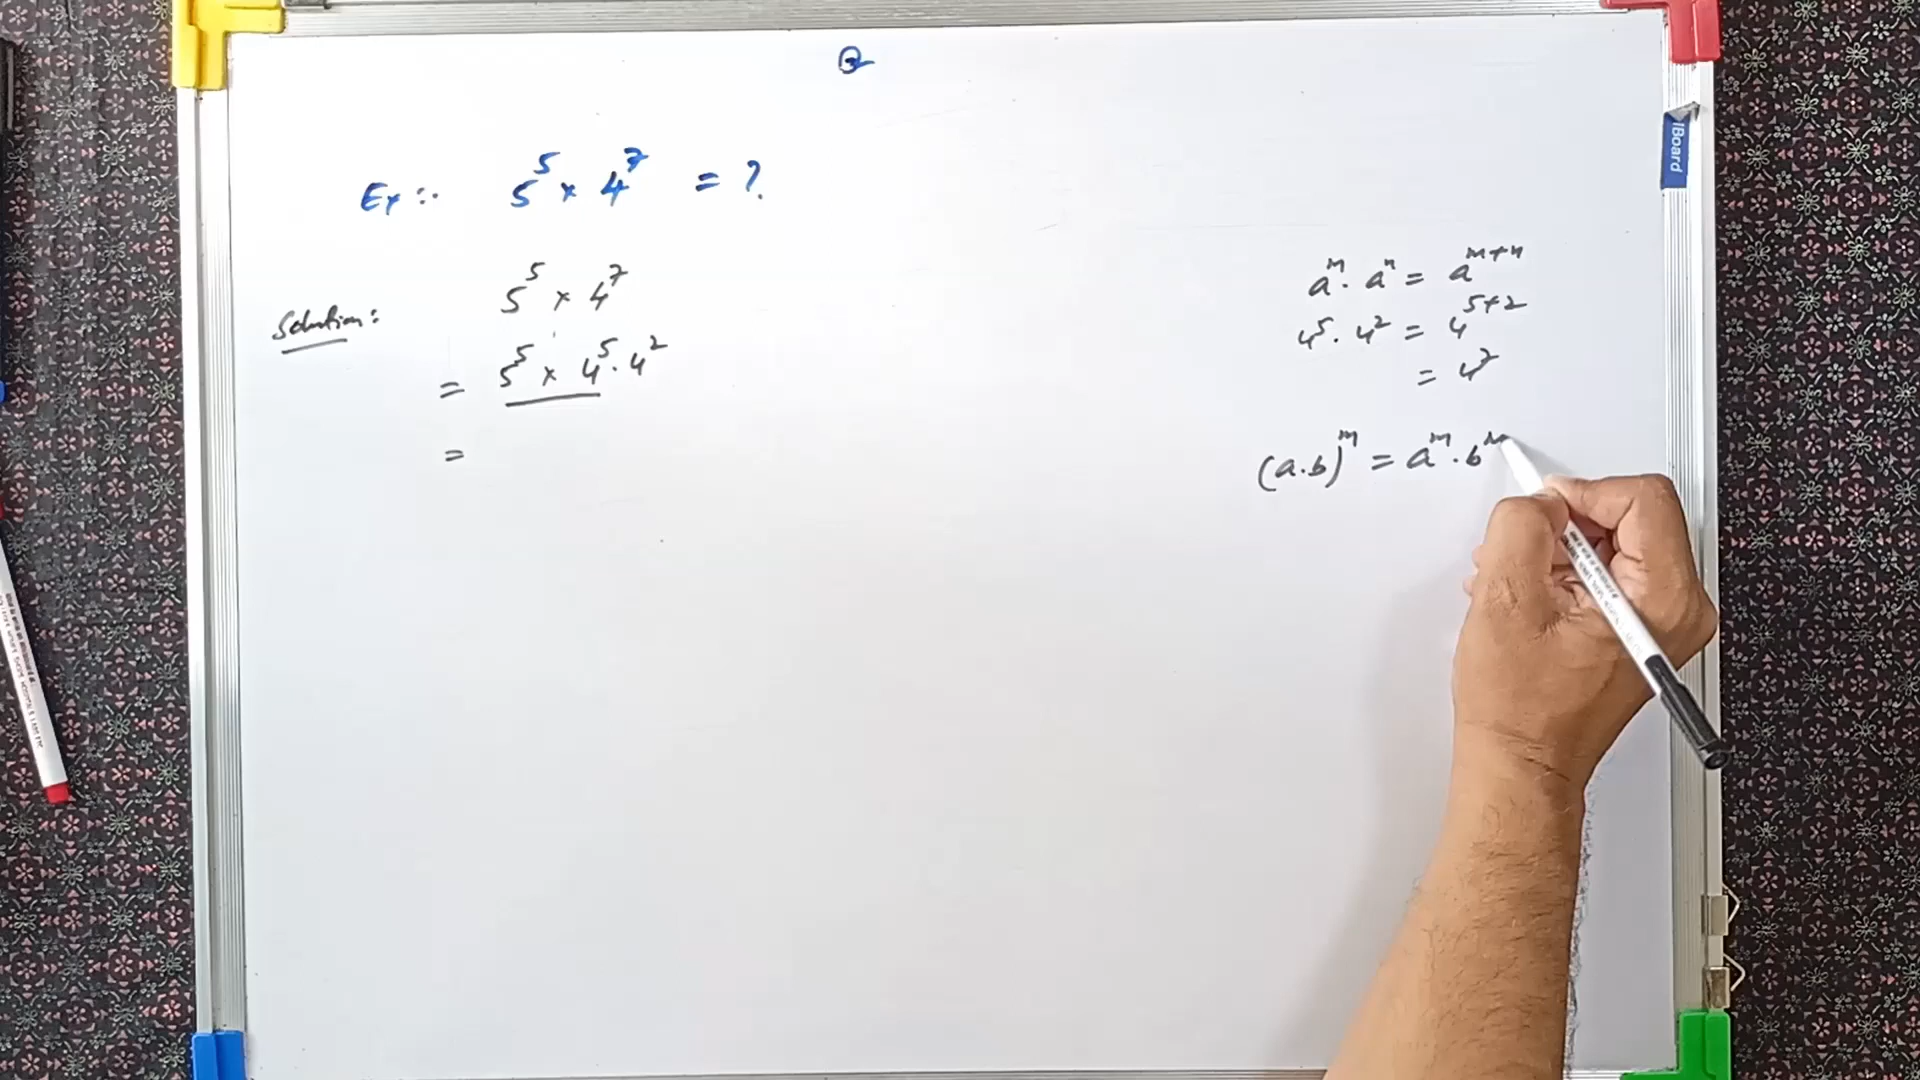 Ex:. 5⁵ × 4⁷ = ?
Solution: 5⁵ × 4⁷
= 5⁵ × 4⁵ . 4²
=
aᵐ . aⁿ = aᵐ⁺ⁿ
4⁵ . 4² = 4⁵⁺²
= 4⁷
(a.b)ᵐ = aᵐ . bᵐ
iBoard